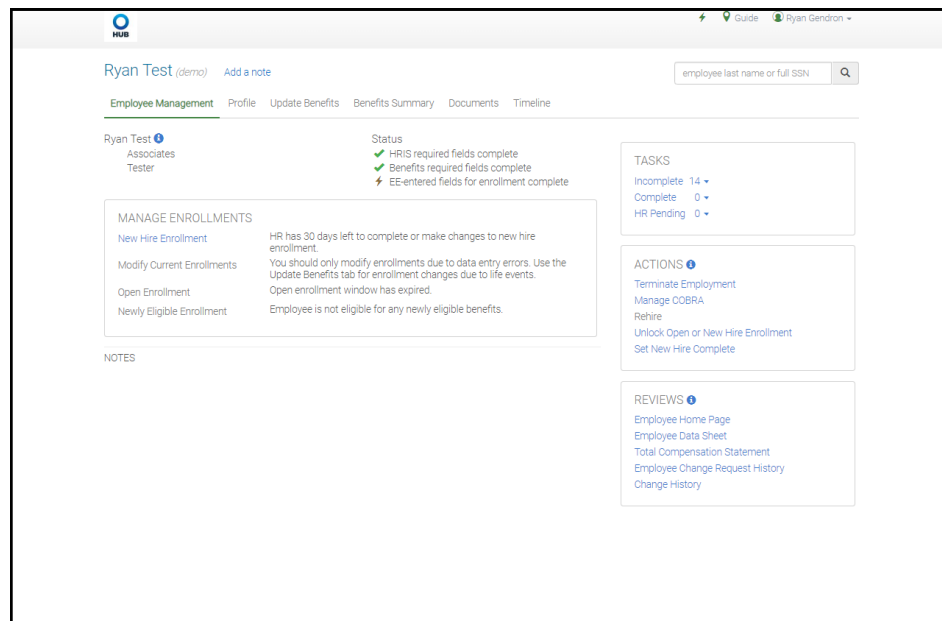 HUB
Guide Ryan Gendron
Ryan Test (demo) Add a note
employee last name or full SSN
Employee Management Profile Update Benefits Benefits Summary Documents Timeline
Ryan Test
Associates
Tester
Status
HRIS required fields complete
Benefits required fields complete
EE-entered fields for enrollment complete
MANAGE ENROLLMENTS
New Hire Enrollment HR has 30 days left to complete or make changes to new hire
enrollment.
Modify Current Enrollments You should only modify enrollments due to data entry errors. Use the
Update Benefits tab for enrollment changes due to life events.
Open Enrollment Open enrollment window has expired.
Newly Eligible Enrollment Employee is not eligible for any newly eligible benefits.
NOTES
TASKS
Incomplete 14
Complete 0
HR Pending 0
ACTIONS
Terminate Employment
Manage COBRA
Rehire
Unlock Open or New Hire Enrollment
Set New Hire Complete
REVIEWS
Employee Home Page
Employee Data Sheet
Total Compensation Statement
Employee Change Request History
Change History